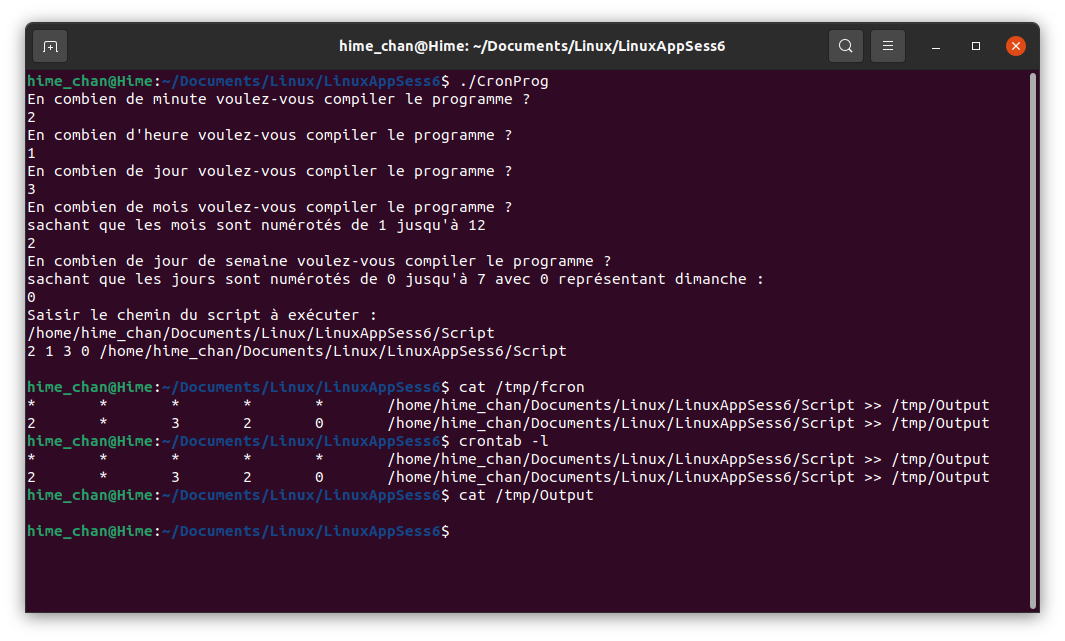 hime_chan@Hime: ~/Documents/Linux/LinuxAppSess6
hime_chan@Hime:~/Documents/Linux/LinuxAppSess6$ ./CronProg
En combien de minute voulez-vous compiler le programme ?
2
En combien d'heure voulez-vous compiler le programme ?
1
En combien de jour voulez-vous compiler le programme ?
3
En combien de mois voulez-vous compiler le programme ?
sachant que les mois sont numérotés de 1 jusqu'à 12
2
En combien de jour de semaine voulez-vous compiler le programme ?
sachant que les jours sont numérotés de 0 jusqu'à 7 avec 0 représentant dimanche :
0
Saisir le chemin du script à exécuter :
/home/hime_chan/Documents/Linux/LinuxAppSess6/Script
2 1 3 0 /home/hime_chan/Documents/Linux/LinuxAppSess6/Script
hime_chan@Hime:~/Documents/Linux/LinuxAppSess6$ cat /tmp/fcron
* * * * * /home/hime_chan/Documents/Linux/LinuxAppSess6/Script >> /tmp/Output
2 * 3 2 0 /home/hime_chan/Documents/Linux/LinuxAppSess6/Script >> /tmp/Output
hime_chan@Hime:~/Documents/Linux/LinuxAppSess6$ crontab -l
* * * * * /home/hime_chan/Documents/Linux/LinuxAppSess6/Script >> /tmp/Output
2 * 3 2 0 /home/hime_chan/Documents/Linux/LinuxAppSess6/Script >> /tmp/Output
hime_chan@Hime:~/Documents/Linux/LinuxAppSess6$ cat /tmp/Output
hime_chan@Hime:~/Documents/Linux/LinuxAppSess6$